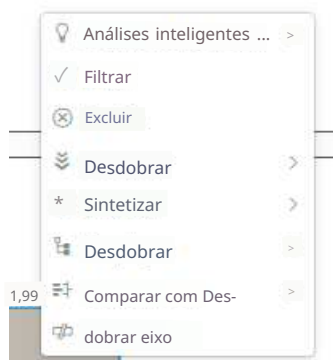 Análises inteligentes ... >
✓ Filtrar
Excluir
Desdobrar >
* Sintetizar >
Desdobrar >
1,99 Comparar com Des- >
dobrar eixo